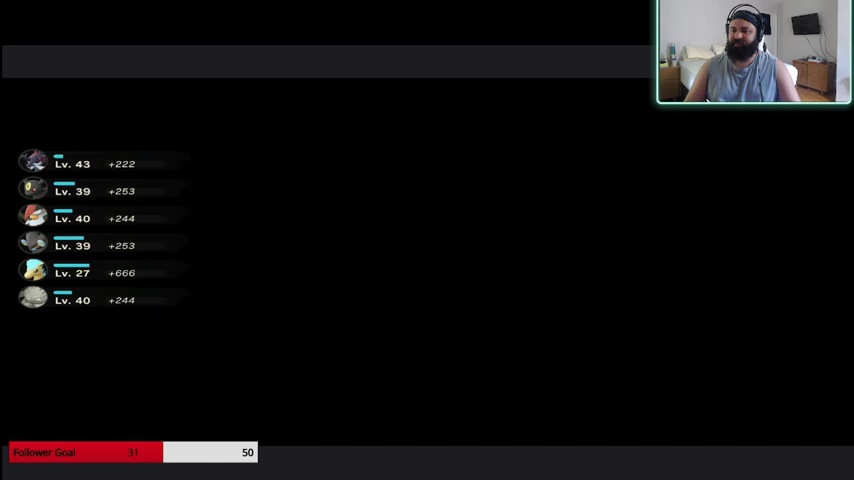 Lv. 43 +222
Lv. 39 +253
Lv. 40 +244
Lv. 39 +253
Lv. 27 +666
Lv. 40 +244
Follower Goal 31 50